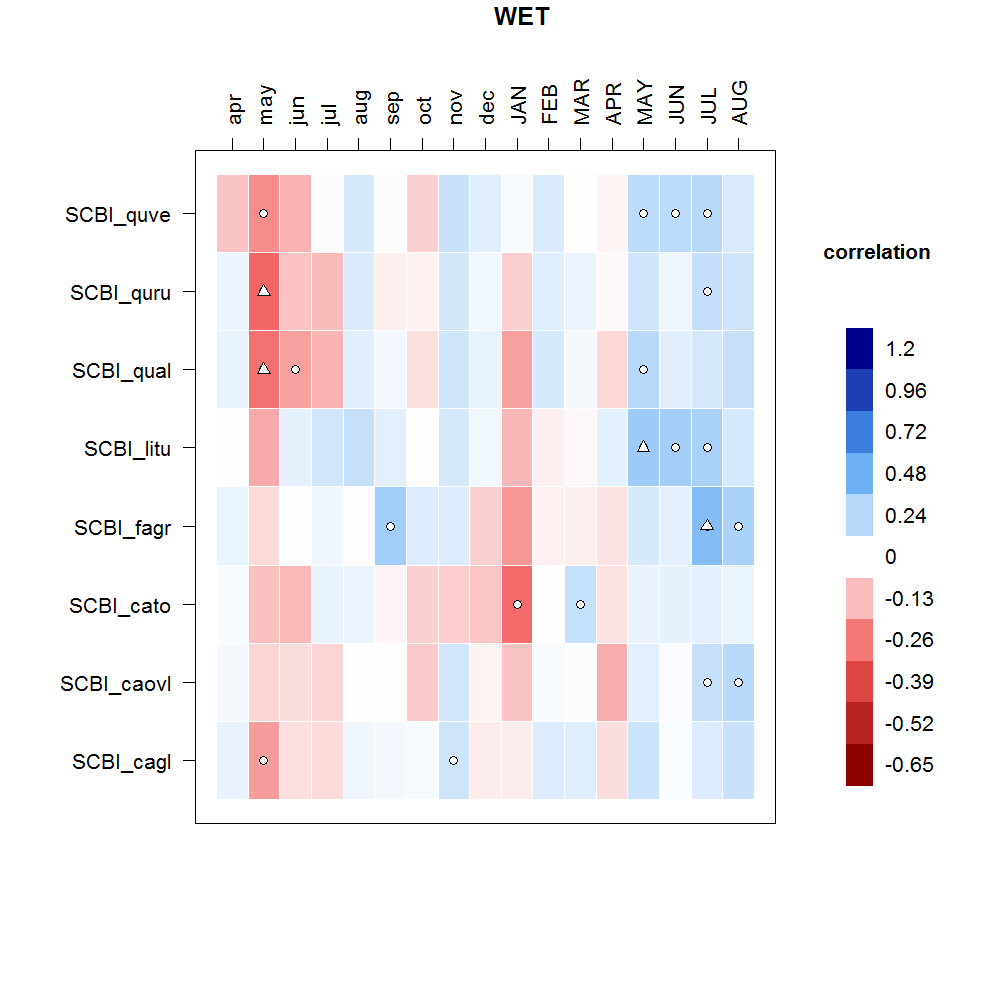 WET
apr may jun jul aug sep oct nov dec JAN FEB MAR APR MAY JUN JUL AUG
SCBI_quve
SCBI_quru
SCBI_qual
SCBI_litu
SCBI_fagr
SCBI_cato
SCBI_caovl
SCBI_cagl
correlation
1.2
0.96
0.72
0.48
0.24
0
-0.13
-0.26
-0.39
-0.52
-0.65